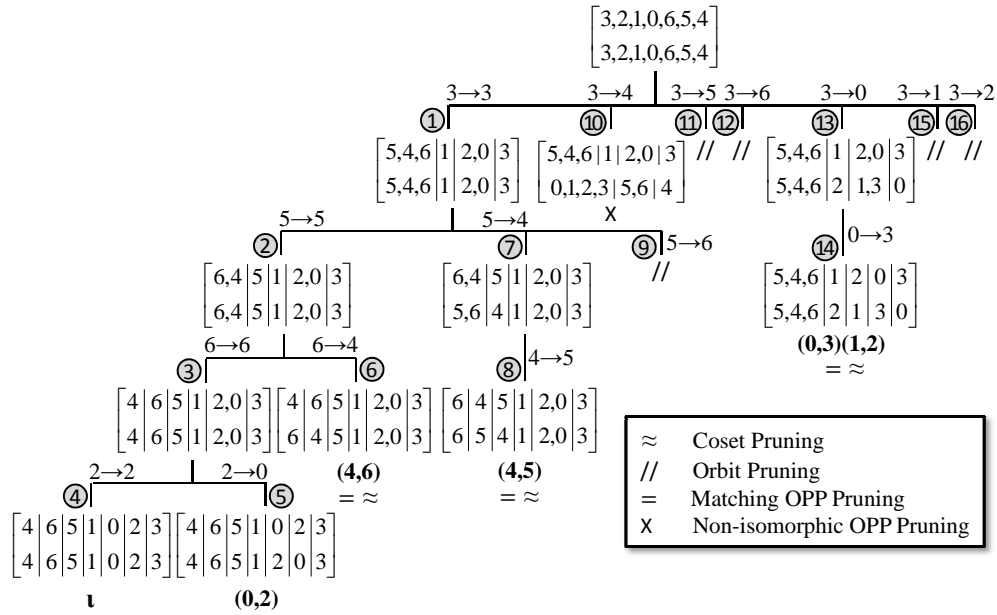 3,2,1,0,6,5,4
3,2,1,0,6,5,4
3→3 3→4 3→5 3→6 3→0 3→1 3→2
1 10 11 12 13 15 16
5,4,6|1|2,0|3 5,4,6|1|2,0|3 // // 5,4,6|1|2,0|3 // //
5,4,6|1|2,0|3 0,1,2,3|5,6|4 5,4,6|2|1,3|0
X
5→5 5→4 5→6 0→3
2 7 9 14
//
6,4|5|1|2,0|3 6,4|5|1|2,0|3 5,4,6|1|2|0|3
6,4|5|1|2,0|3 5,6|4|1|2,0|3 5,4,6|2|1|3|0
(0,3)(1,2)
= ≈
6→6 6→4 4→5
3 6 8
4|6|5|1|2,0|3 4|6|5|1|2,0|3 6|4|5|1|2,0|3
4|6|5|1|2,0|3 6|4|5|1|2,0|3 6|5|4|1|2,0|3
(4,6) (4,5)
= ≈ = ≈
2→2 2→0
4 5
4|6|5|1|0|2|3 4|6|5|1|0|2|3
4|6|5|1|0|2|3 4|6|5|1|2|0|3
ι (0,2)
≈ Coset Pruning
// Orbit Pruning
= Matching OPP Pruning
X Non-isomorphic OPP Pruning